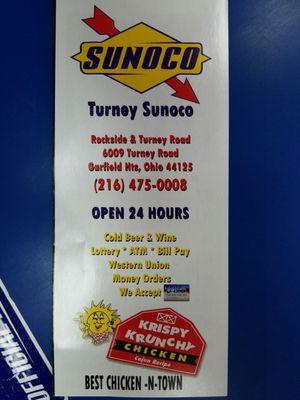 SUNOCO
Turney Sunoco
Rockside & Turney Road
6009 Turney Road
Garfield Hts, Ohio 44125
(216) 475-0008
OPEN 24 HOURS
Cold Beer & Wine
Lottery * ATM * Bill Pay
Western Union
Money Orders
We Accept
KRISPY
KRUNCHY
CHICKEN
Cajun Recipe
BEST CHICKEN -N-TOWN
OFFICIAL